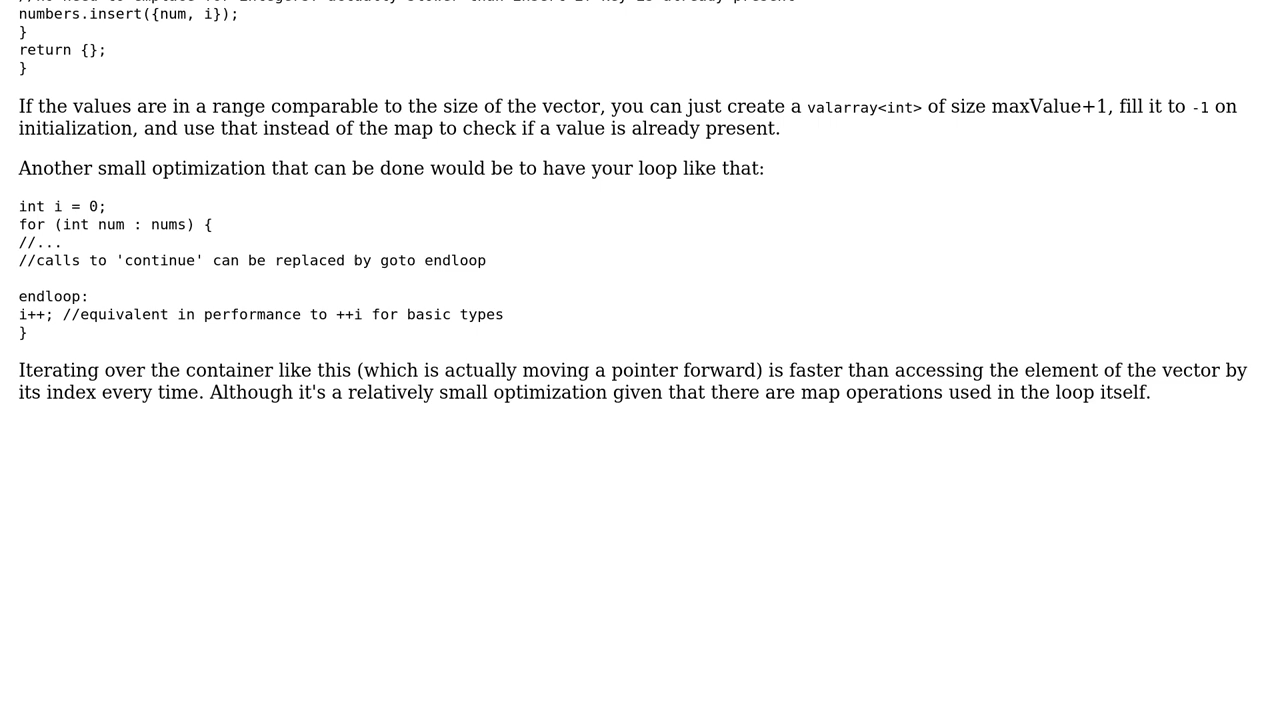 numbers.insert({num, i});
}
return {};
}
If the values are in a range comparable to the size of the vector, you can just create a valarray<int> of size maxValue+1, fill it to -1 on
initialization, and use that instead of the map to check if a value is already present.
Another small optimization that can be done would be to have your loop like that:
int i = 0;
for (int num : nums) {
//...
//calls to 'continue' can be replaced by goto endloop
endloop:
i++; //equivalent in performance to ++i for basic types
}
Iterating over the container like this (which is actually moving a pointer forward) is faster than accessing the element of the vector by
its index every time. Although it's a relatively small optimization given that there are map operations used in the loop itself.